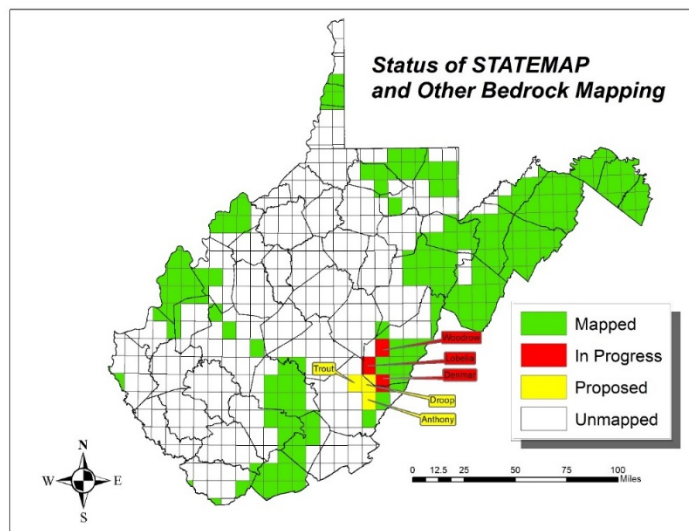 Status of STATEMAP
and Other Bedrock Mapping
Woodrow
Lobelia
Trout
Denmar
Droop
Anthony
Mapped
In Progress
Proposed
Unmapped
N
W E
S
0 12.5 25 50 75 100
Miles